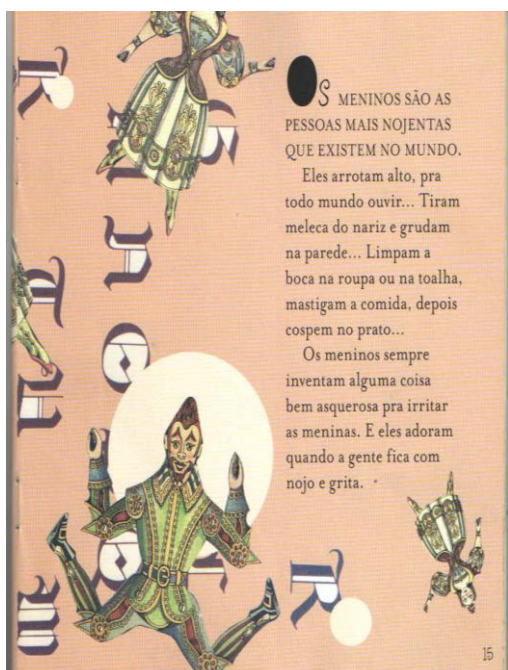 OS MENINOS SÃO AS
PESSOAS MAIS NOJENTAS
QUE EXISTEM NO MUNDO.
Eles arrotam alto, pra
todo mundo ouvir... Tiram
meleca do nariz e grudam
na parede... Limpam a
boca na roupa ou na toalha,
mastigam a comida, depois
cospem no prato...
Os meninos sempre
inventam alguma coisa
bem asquerosa pra irritar
as meninas. E eles adoram
quando a gente fica com
nojo e grita.
R
15